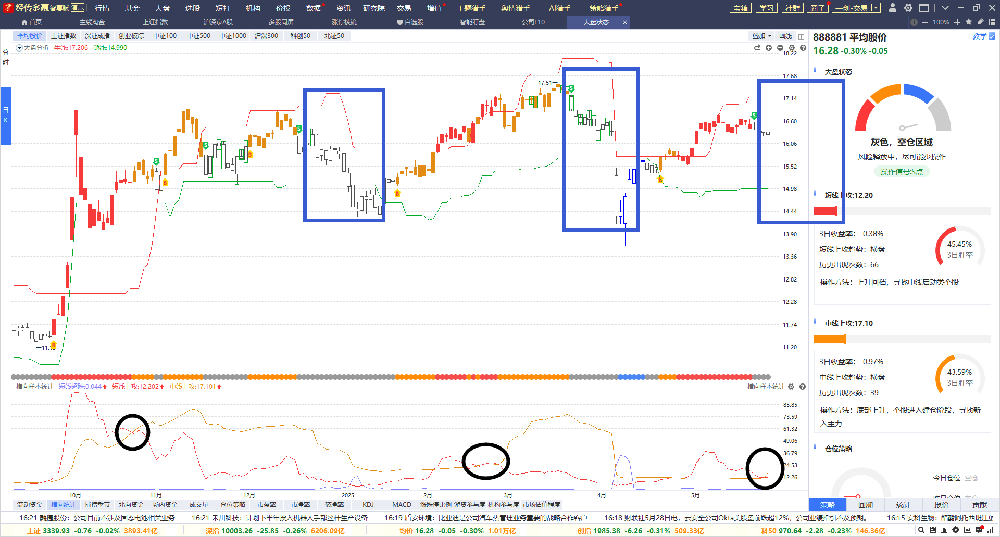 经传多赢 智尊版 演示 行情 基金 大盘 选股 短打 机构 价投 数据 资讯 研究院 交易 增值 主题猎手 舆情猎手 AI猎手 策略猎手 宝箱 学习 社群 圈子 一创-交易
首页 主线淘金 上证指数 沪深京A股 多股同屏 涨停棱镜 自选股 智能盯盘 公司F10 大盘状态 100%
平均股价 上证指数 深证成指 创业板综 中证100 中证500 中证1000 沪深300 科创50 北证50 叠加 画线
大盘分析 牛线:17.206 熊线:14.990
分时
日K
18.22
17.68
17.14
16.60
16.06
15.52
14.98
14.44
13.90
13.36
12.82
12.28
11.74
11.20
17.51
S
S
S
S
S
B
B
B
B
B
横向样本统计 短线超跌:0.044 短线上攻:12.202 中线上攻:17.101 横向样本统计
85.85
73.59
61.32
49.06
36.79
24.53
12.26
10月 11月 12月 2025 2月 3月 4月 5月
流动资金 横向统计 捕捞季节 北向资金 场内资金 成交量 仓位策略 市盈率 市净率 破净率 KDJ MACD 涨跌停比例 游资参与度 机构参与度 市场估值程度
888881 平均股价 教学
16.28 -0.30% -0.05
大盘状态
灰色，空仓区域
风险释放中，尽可能少操作
操作信号:S点
短线上攻:12.20
3日收益率：-0.38%
短线上攻趋势：横盘
历史出现次数：66
45.45%
3日胜率
操作方法：上升回档，寻找中线启动类个股
中线上攻:17.10
3日收益率：-0.97%
中线上攻趋势：横盘
历史出现次数：39
43.59%
3日胜率
操作方法：底部上升，个股进入建仓阶段，寻找新
入主力
仓位策略
今日仓位 空仓
昨日仓位 空仓
策略 回溯 统计 报价 贡献
16:21 融捷股份：公司目前不涉及固态电池相关业务 16:21 禾川科技：计划下半年投入机器人手部丝杆生产设备 16:19 盾安环境：比亚迪是公司汽车热管理业务重要的战略合作客户 16:18 财联社5月28日电，云安全公司Okta美股盘前跌超12%，公司业绩指引不及预期。 16:15 安科生物：醋酸阿托西班注射
上证 3339.93 -0.76 -0.02% 3893.41亿 深指 10003.26 -25.85 -0.26% 6206.09亿 均价 16.28 -0.05 -0.30% 1.01万亿 创指 1985.38 -6.26 -0.31% 509.33亿 科50 970.64 -2.28 -0.23% 146.36亿